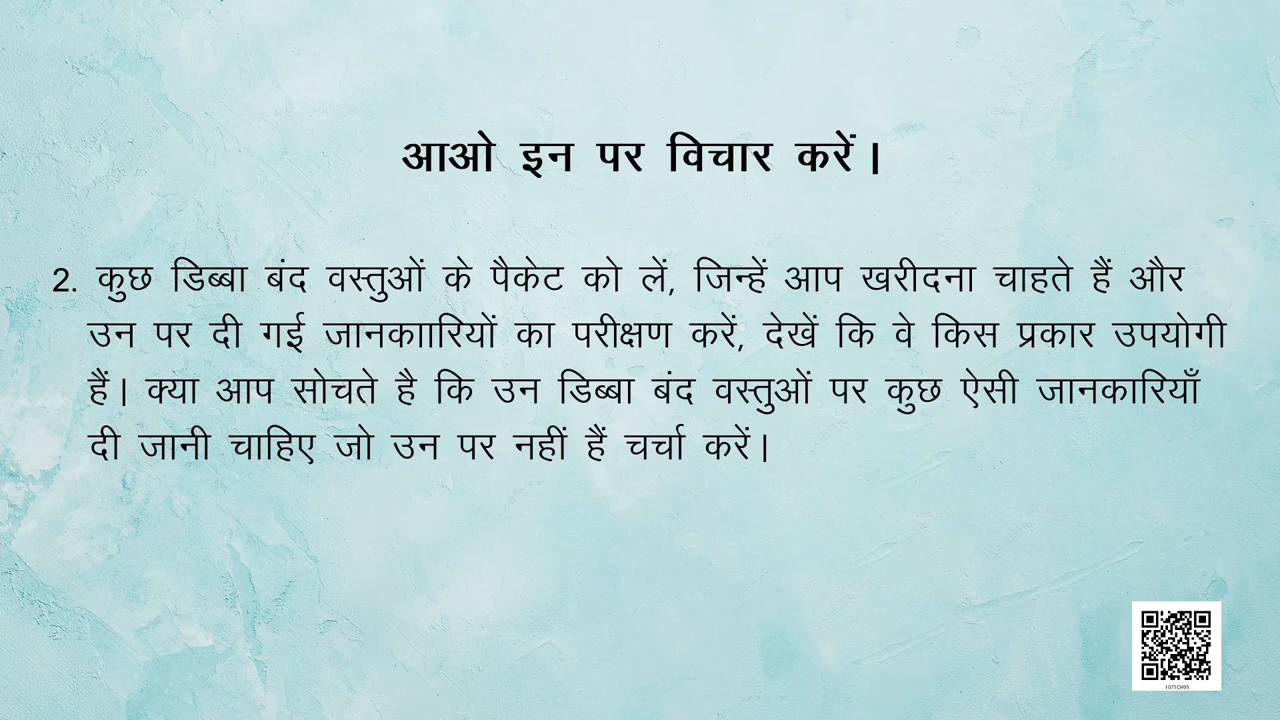 आओ इन पर विचार करें।
2. कुछ डिब्बा बंद वस्तुओं के पैकेट को लें, जिन्हें आप खरीदना चाहते हैं और
उन पर दी गई जानकाारियों का परीक्षण करें, देखें कि वे किस प्रकार उपयोगी
हैं। क्या आप सोचते है कि उन डिब्बा बंद वस्तुओं पर कुछ ऐसी जानकारियाँ
दी जानी चाहिए जो उन पर नहीं हैं चर्चा करें।
1071CH05